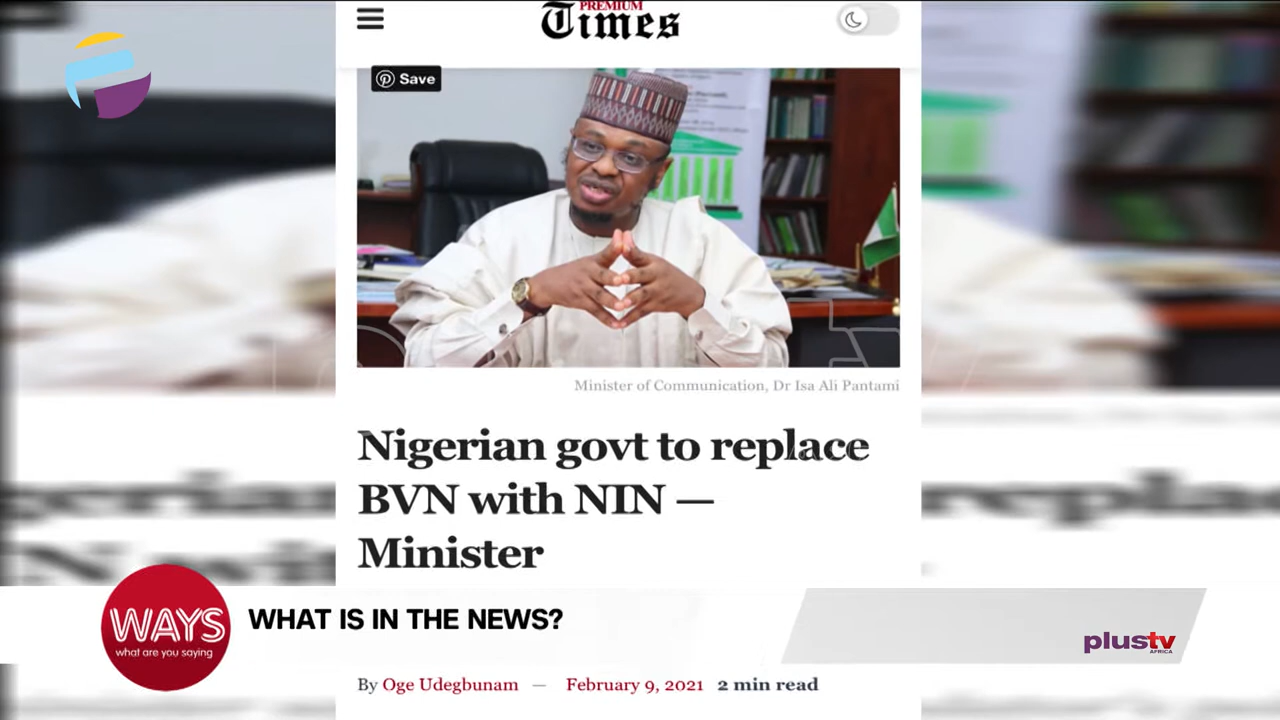 PREMIUM
Times
Save
Minister of Communication, Dr Isa Ali Pantami
Nigerian govt to replace
BVN with NIN —
Minister
WAYS
what are you saying
WHAT IS IN THE NEWS?
plustv
AFRICA
By Oge Udegbunam — February 9, 2021 2 min read